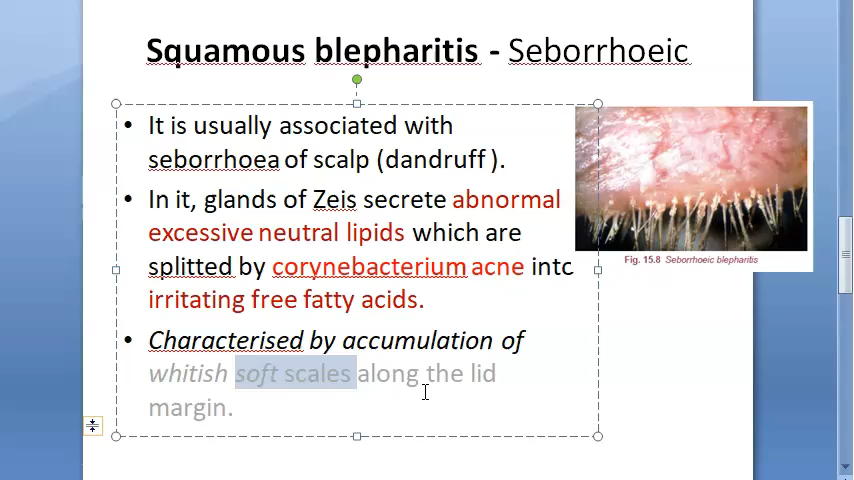 Squamous blepharitis - Seborrhoeic
• It is usually associated with
seborrhoea of scalp (dandruff ).
• In it, glands of Zeis secrete abnormal
excessive neutral lipids which are
splitted by corynebacterium acne intc
irritating free fatty acids.
• Characterised by accumulation of
whitish soft scales along the lid
margin.
Fig. 15.8 Seborrhoeic blepharitis